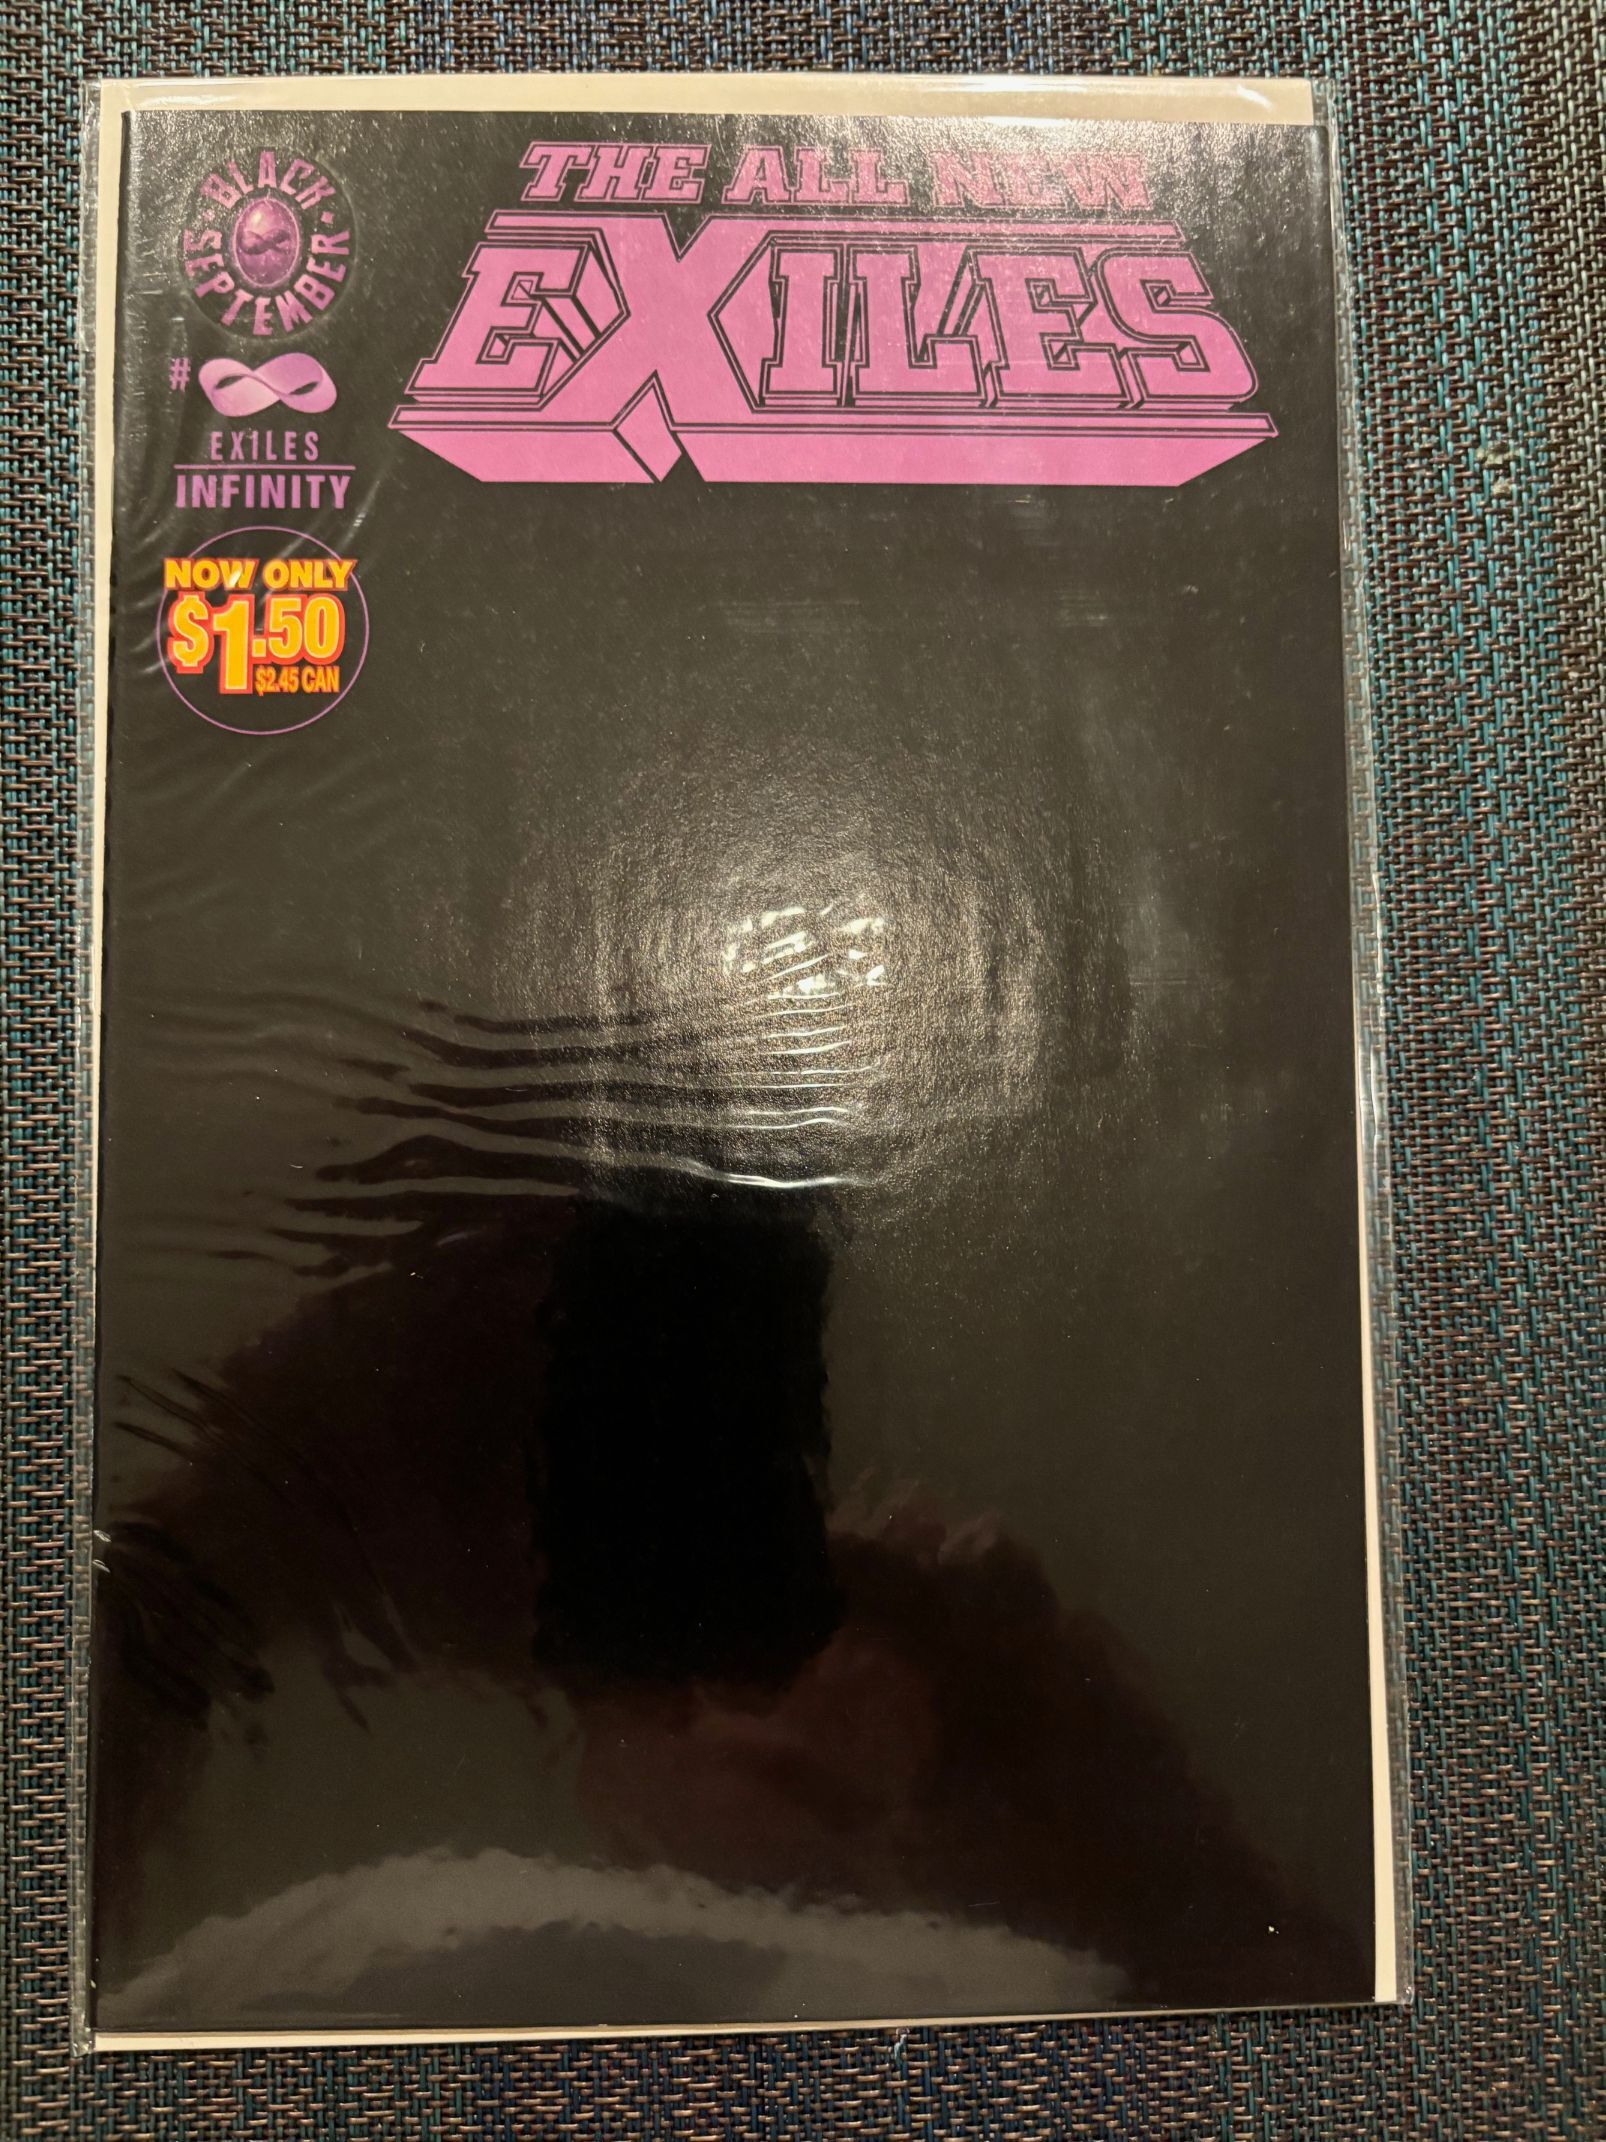 BLACK
SEPTEMBER
#∞
EXILES
INFINITY
NOW ONLY
$1.50
$2.45 CAN
THE ALL NEW
EXILES